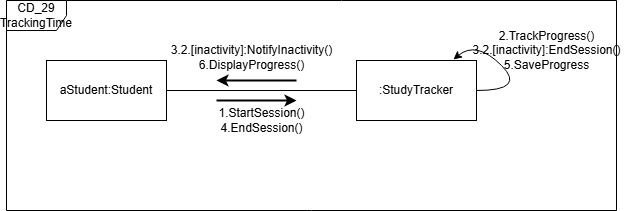 CD_29
TrackingTime
2.TrackProgress()
3.2.[inactivity]:NotifyInactivity()
3.2.[inactivity]:EndSession()
6.DisplayProgress()
5.SaveProgress
aStudent:Student
:StudyTracker
1.StartSession()
4.EndSession()